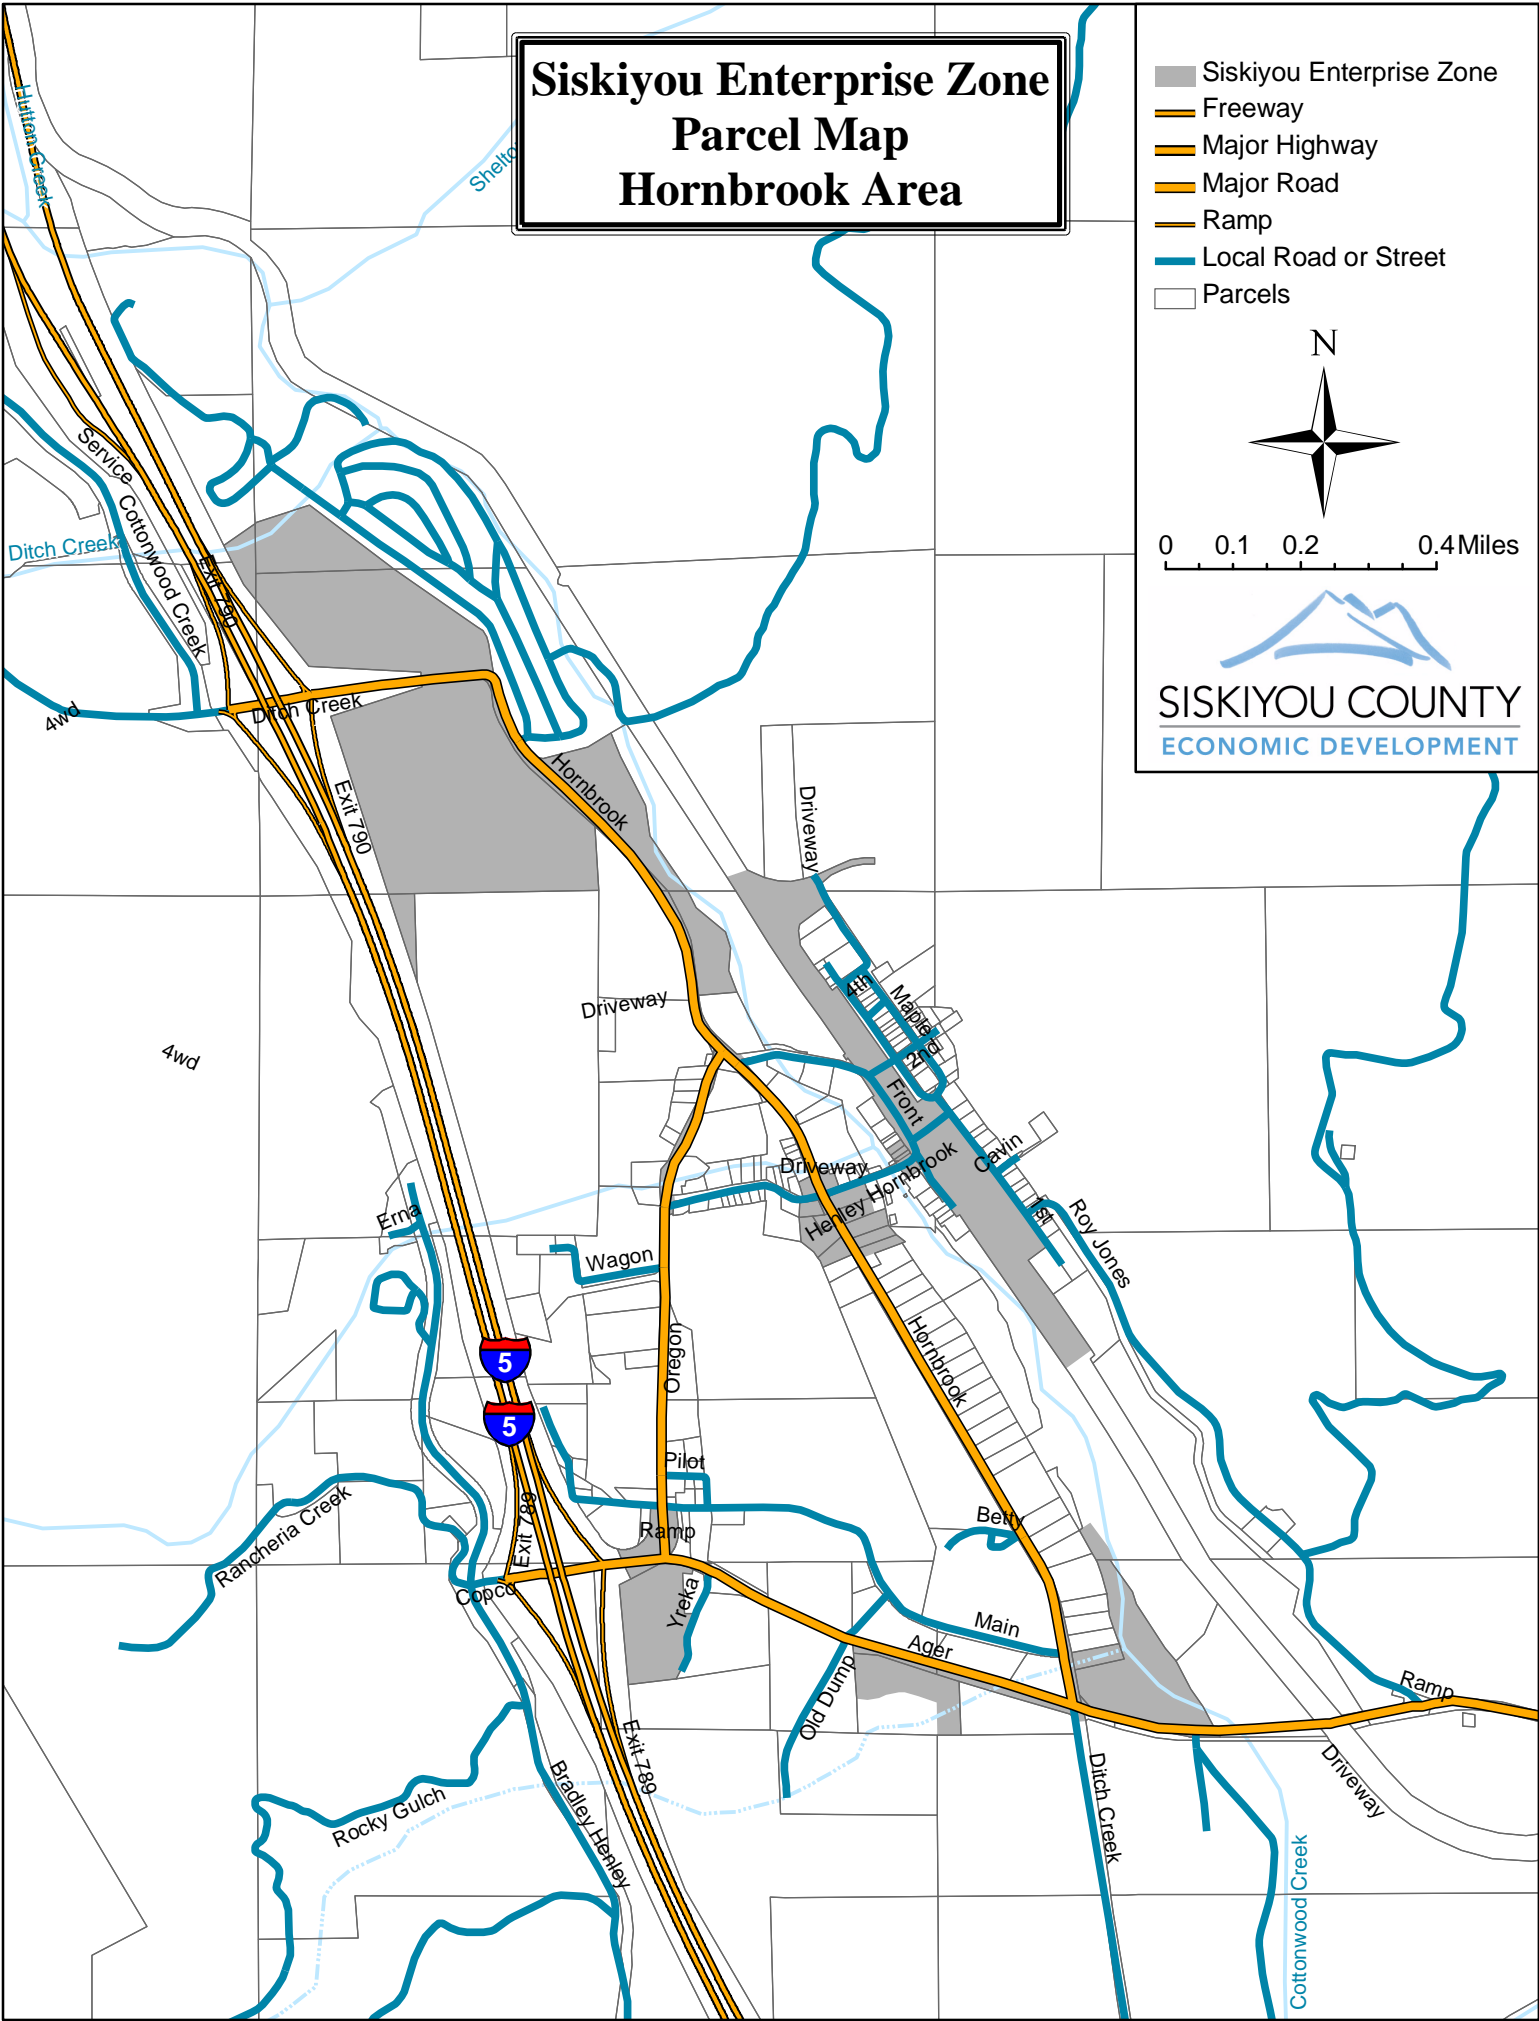 Siskiyou Enterprise Zone
Parcel Map
Hornbrook Area
Siskiyou Enterprise Zone
Freeway
Major Highway
Major Road
Ramp
Local Road or Street
Parcels
N
0 0.1 0.2 0.4 Miles
SISKIYOU COUNTY
ECONOMIC DEVELOPMENT
Hutton Creek
Service
Cottonwood Creek
Ditch Creek
Exit 790
4wd
Ditch Creek
Exit 790
Hornbrook
Driveway
Driveway
4wd
4th
Maple
2nd
Front
Driveway
Henley Hornbrook
Cavin
1st
Roy Jones
Erna
Wagon
5
5
Oregon
Hornbrook
Pilot
Ramp
Exit 789
Rancheria Creek
Copco
Yreka
Betty
Main
Ager
Old Dump
Ramp
Driveway
Ditch Creek
Exit 789
Bradley Henley
Rocky Gulch
Cottonwood Creek